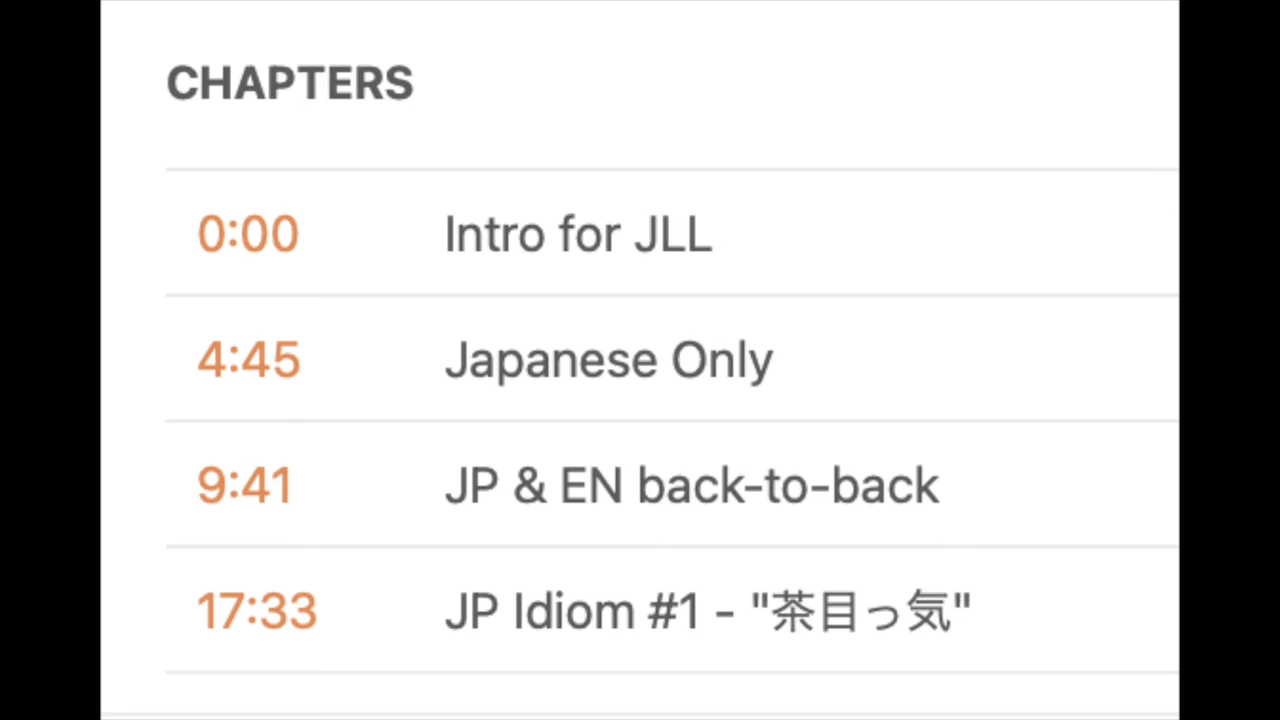 CHAPTERS
0:00 Intro for JLL
4:45 Japanese Only
9:41 JP & EN back-to-back
17:33 JP Idiom #1 - "茶目っ気"